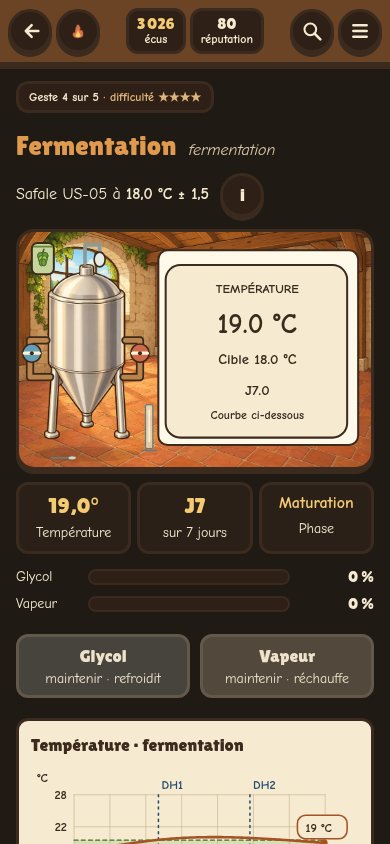 3 026
écus
80
réputation
Geste 4 sur 5 · difficulté ★★★★
Fermentation fermentation
Safale US-05 à 18,0 °C ± 1,5 i
TEMPÉRATURE
19.0 °C
Cible 18.0 °C
J7.0
Courbe ci-dessous
19,0° J7 Maturation
Température sur 7 jours Phase
Glycol 0 %
Vapeur 0 %
Glycol Vapeur
maintenir · refroidit maintenir · réchauffe
Température · fermentation
°C DH1 DH2
28
22 19 °C